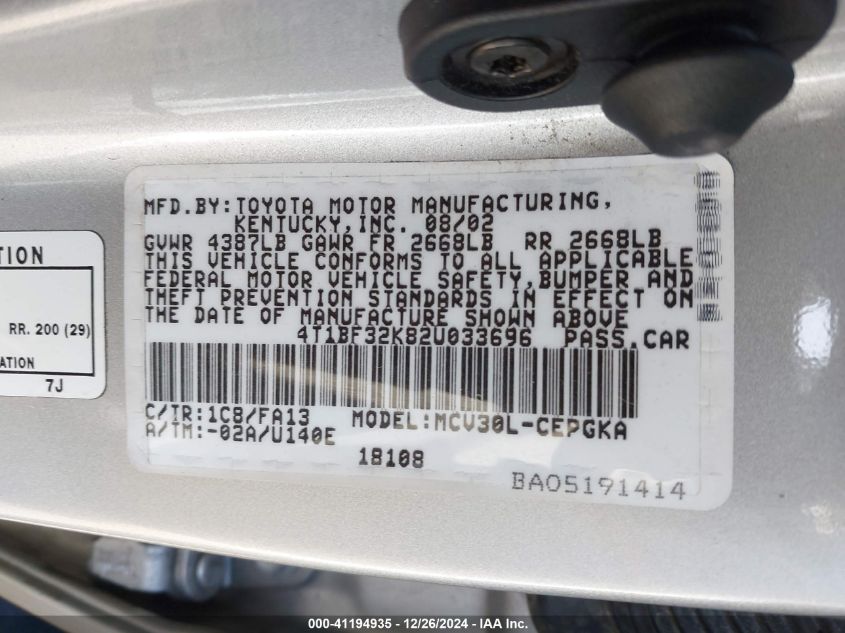 MFD.BY:TOYOTA MOTOR MANUFACTURING,
KENTUCKY,INC. 08/02
GVWR 4387LB GAWR FR 2668LB RR 2668LB
THIS VEHICLE CONFORMS TO ALL APPLICABLE
FEDERAL MOTOR VEHICLE SAFETY,BUMPER AND
THEFT PREVENTION STANDARDS IN EFFECT ON
THE DATE OF MANUFACTURE SHOWN ABOVE
4T1BF32K82U033696 PASS.CAR
C/TR:1C8/FA13 MODEL:MCV30L-CEPGKA
A/TM:-02A/U140E
18108
BAO5191414
TION
RR. 200 (29)
ATION
7J
000-41194935 - 12/26/2024 - IAA Inc.